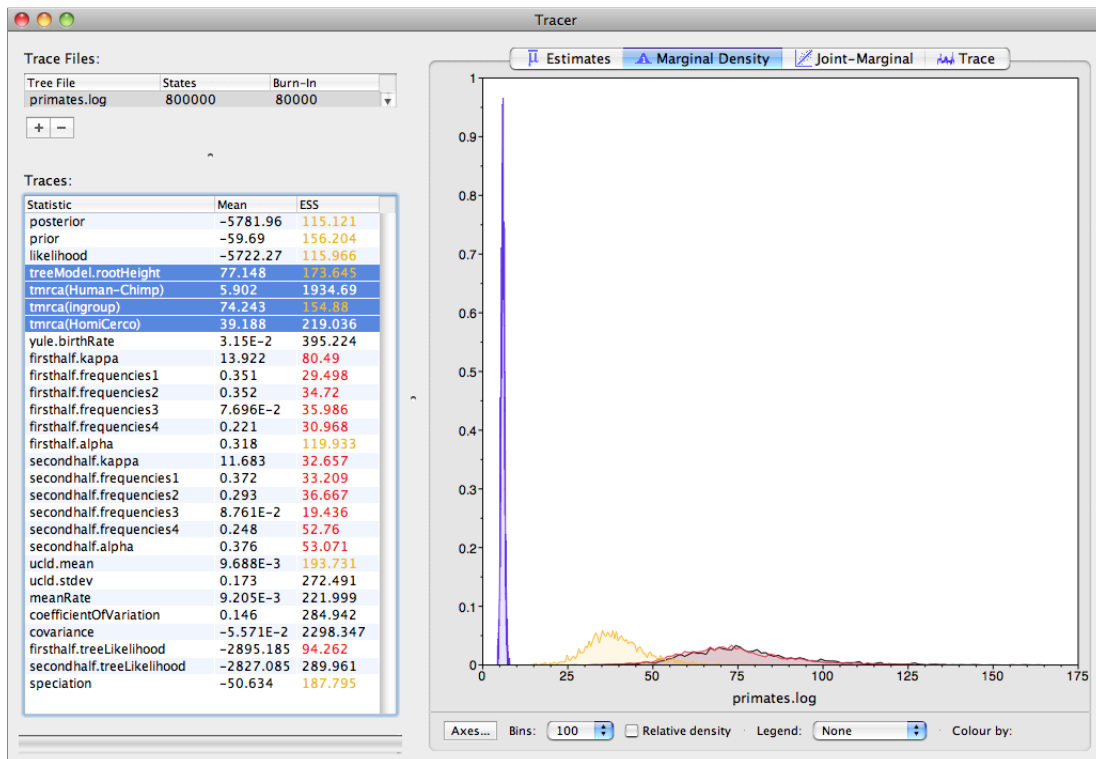 Tracer
Trace Files:
Tree File States Burn-In
primates.log 800000 80000
+ −
Traces:
Statistic Mean ESS
posterior -5781.96 115.121
prior -59.69 156.204
likelihood -5722.27 115.966
treeModel.rootHeight 77.148 173.645
tmrca(Human-Chimp) 5.902 1934.69
tmrca(ingroup) 74.243 154.88
tmrca(HomiCerco) 39.188 219.036
yule.birthRate 3.15E-2 395.224
firsthalf.kappa 13.922 80.49
firsthalf.frequencies1 0.351 29.498
firsthalf.frequencies2 0.352 34.72
firsthalf.frequencies3 7.696E-2 35.986
firsthalf.frequencies4 0.221 30.968
firsthalf.alpha 0.318 119.933
secondhalf.kappa 11.683 32.657
secondhalf.frequencies1 0.372 33.209
secondhalf.frequencies2 0.293 36.667
secondhalf.frequencies3 8.761E-2 19.436
secondhalf.frequencies4 0.248 52.76
secondhalf.alpha 0.376 53.071
ucld.mean 9.688E-3 193.731
ucld.stdev 0.173 272.491
meanRate 9.205E-3 221.999
coefficientOfVariation 0.146 284.942
covariance -5.571E-2 2298.347
firsthalf.treeLikelihood -2895.185 94.262
secondhalf.treeLikelihood -2827.085 289.961
speciation -50.634 187.795
μ Estimates Marginal Density Joint-Marginal Trace
1
0.9
0.8
0.7
0.6
0.5
0.4
0.3
0.2
0.1
0
0 25 50 75 100 125 150 175
primates.log
Axes... Bins: 100 Relative density Legend: None Colour by: